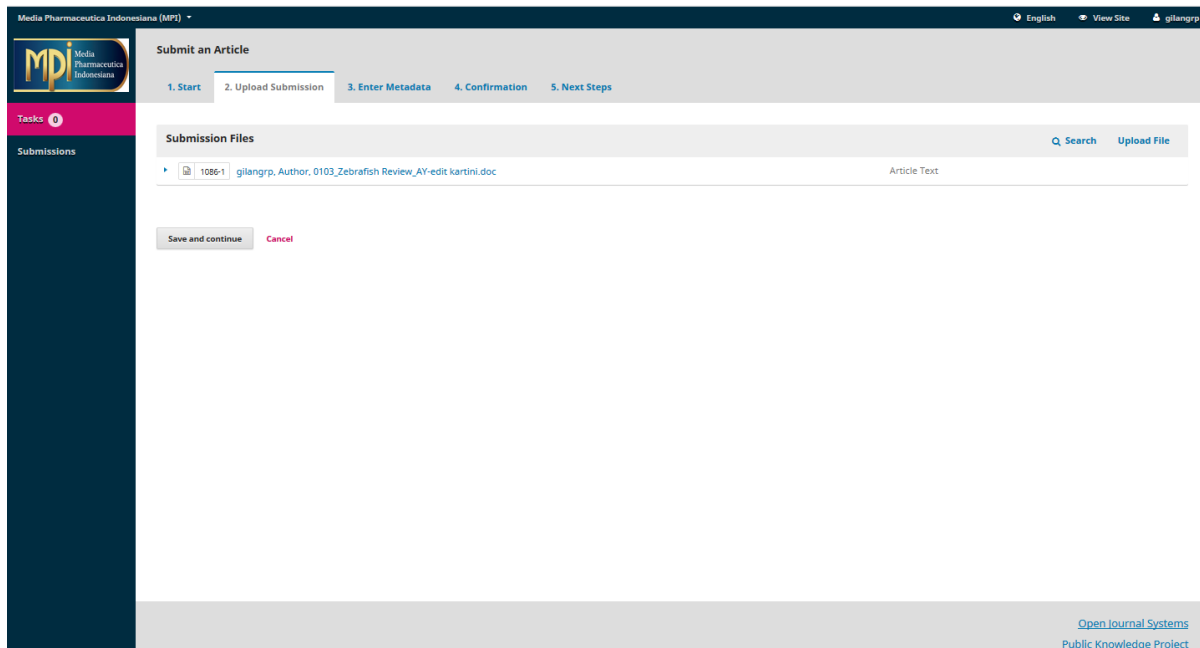 Media Pharmaceutica Indonesiana (MPI) English View Site gilangrp
MPI Media
Pharmaceutica
Indonesiana
Submit an Article
1. Start 2. Upload Submission 3. Enter Metadata 4. Confirmation 5. Next Steps
Tasks 0
Submissions
Submission Files Search Upload File
1086-1 gilangrp, Author, 0103_Zebrafish Review_AY-edit kartini.doc Article Text
Save and continue Cancel
Open Journal Systems
Public Knowledge Project